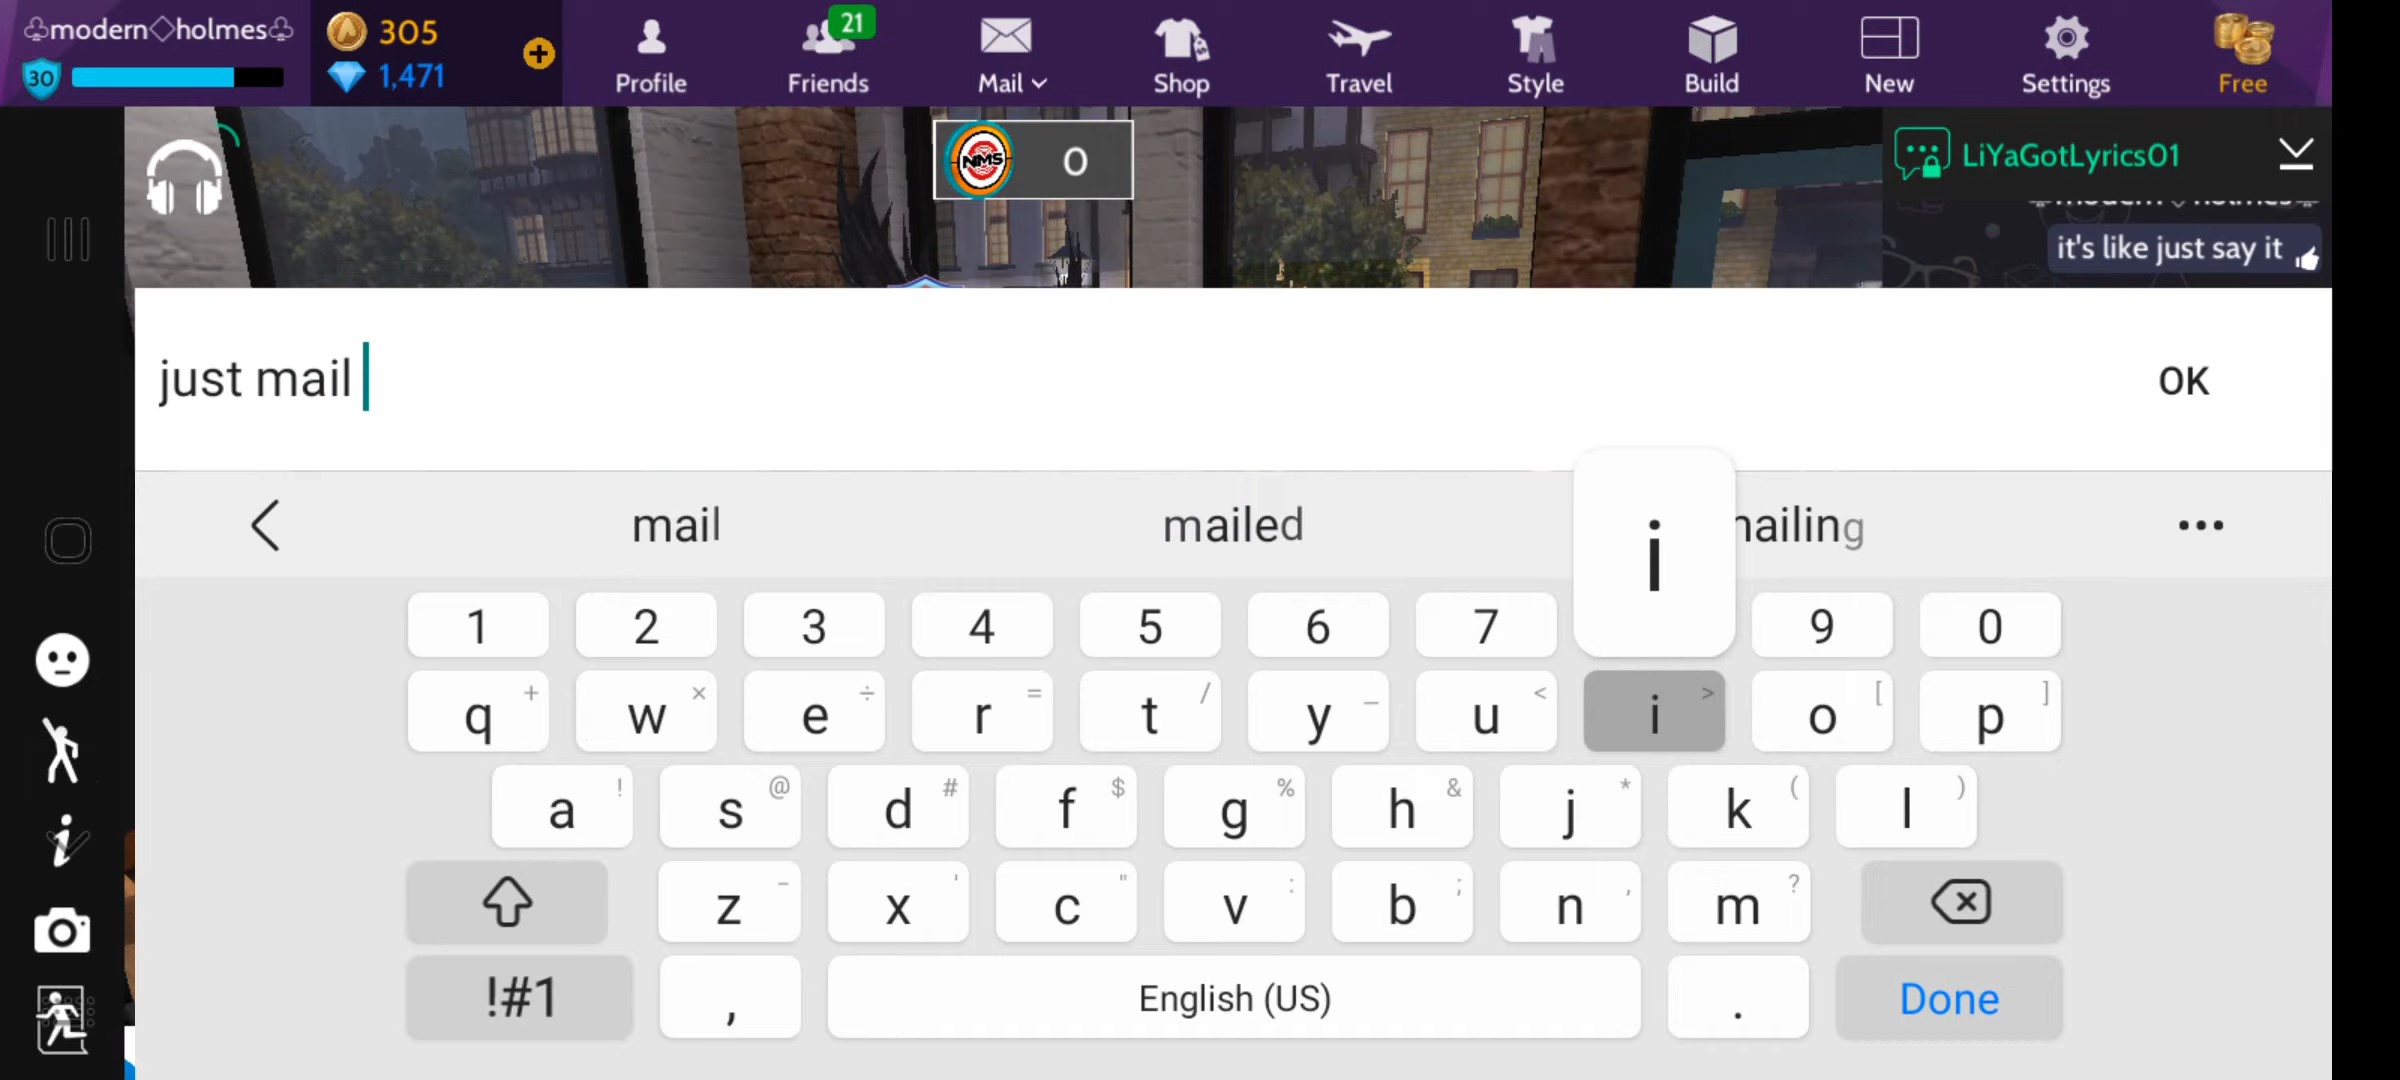 ♧modern◇holmes♧
305
30
1,471
Profile
Friends
21
Mail
Shop
Travel
Style
Build
New
Settings
Free
NMS
0
LiYaGotLyrics01
♧modern◇holmes♧
it's like just say it
just mail
OK
mail
mailed
i
1 2 3 4 5 6 7 9 0
q + w × e ÷ r = t / y _ u < i > o [ p ]
a ! s @ d # f $ g % h & j * k ( l )
z - x ' c " v : b ; n , m ?
!#1 , English (US) . Done